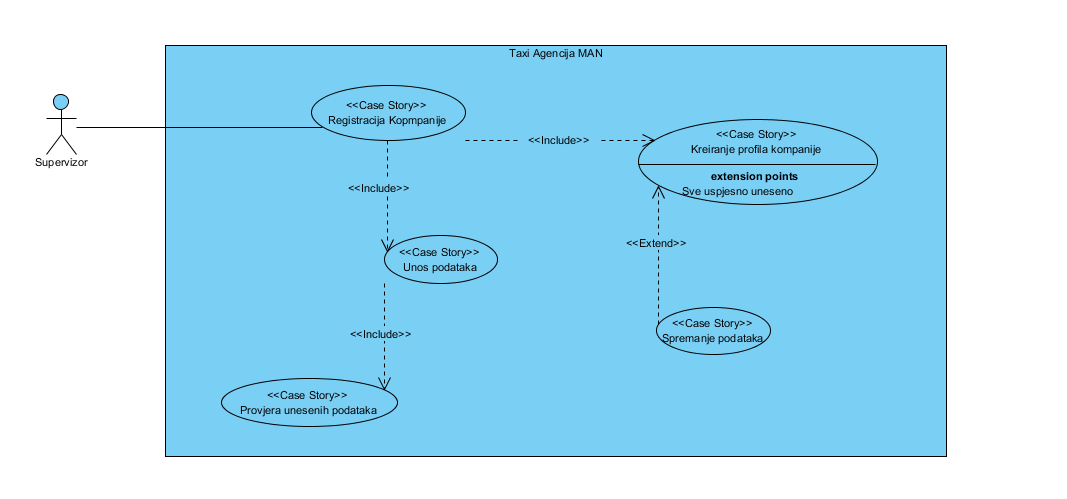 Taxi Agencija MAN
Supervizor
<<Case Story>>
Registracija Kopmpanije
<<Include>>
<<Case Story>>
Kreiranje profila kompanije
extension points
Sve uspjesno uneseno
<<Include>>
<<Case Story>>
Unos podataka
<<Extend>>
<<Include>>
<<Case Story>>
Spremanje podataka
<<Case Story>>
Provjera unesenih podataka